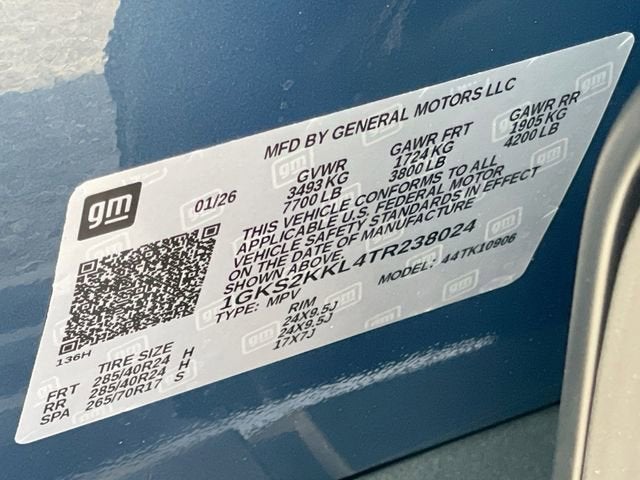 gm
MFD BY GENERAL MOTORS LLC
01/26
GVWR GAWR FRT GAWR RR
3493 KG 1724 KG 1905 KG
7700 LB 3800 LB 4200 LB
THIS VEHICLE CONFORMS TO ALL
APPLICABLE U.S. FEDERAL MOTOR
VEHICLE SAFETY STANDARDS IN EFFECT
ON THE DATE OF MANUFACTURE
SHOWN ABOVE.
1GKS2KKL4TR238024
TYPE: MPV MODEL: 44TK10906
136H
TIRE SIZE RIM
FRT 285/40R24 H 24X9.5J
RR 285/40R24 H 24X9.5J
SPA 265/70R17 S 17X7J